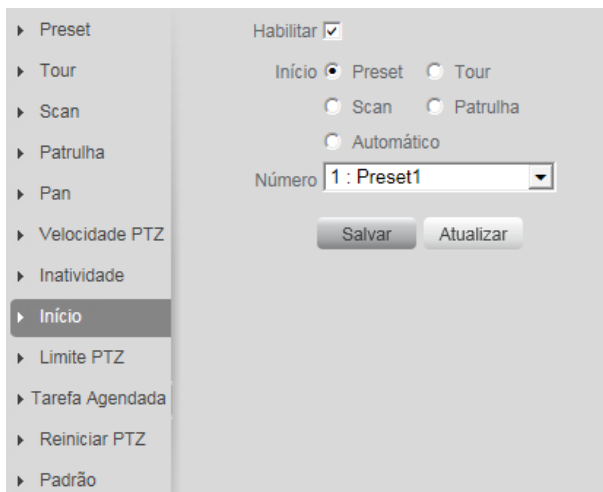 Preset
Tour
Scan
Patrulha
Pan
Velocidade PTZ
Inatividade
Início
Limite PTZ
Tarefa Agendada
Reiniciar PTZ
Padrão
Habilitar
Início Preset Tour
Scan Patrulha
Automático
Número 1 : Preset1
Salvar Atualizar